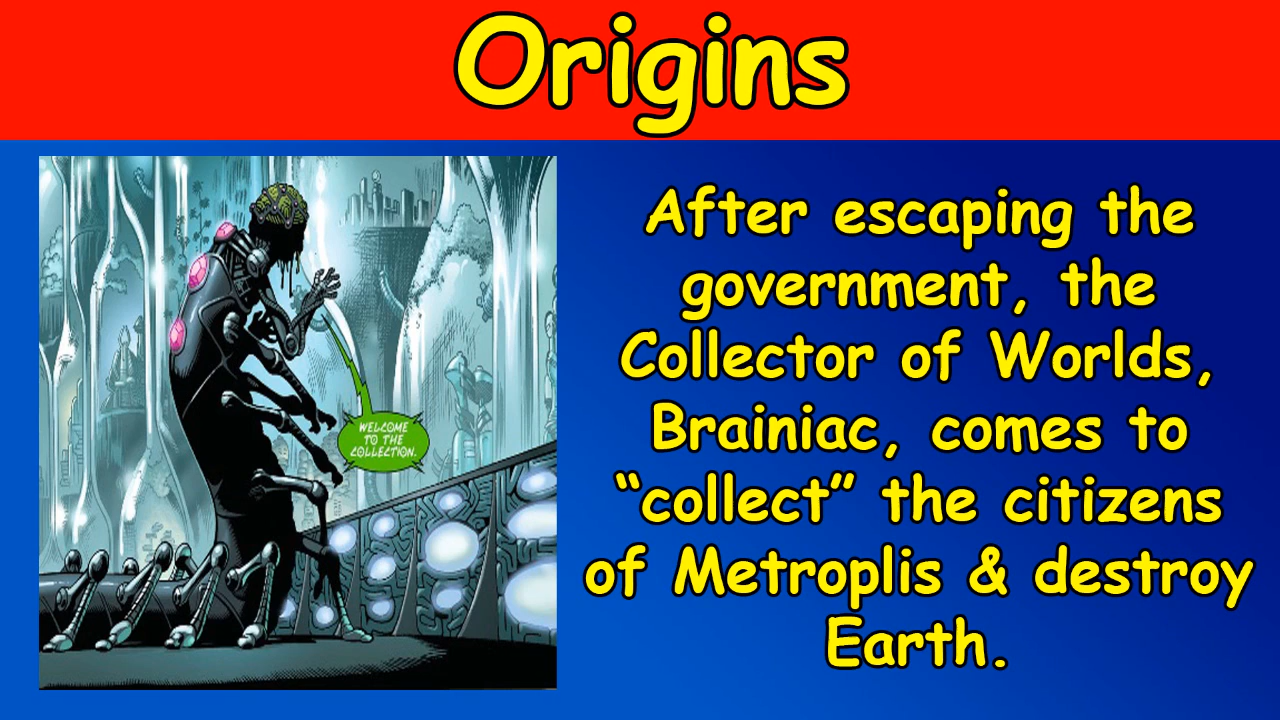 Origins
WELCOME
TO THE
COLLECTION.
After escaping the
government, the
Collector of Worlds,
Brainiac, comes to
“collect” the citizens
of Metroplis & destroy
Earth.